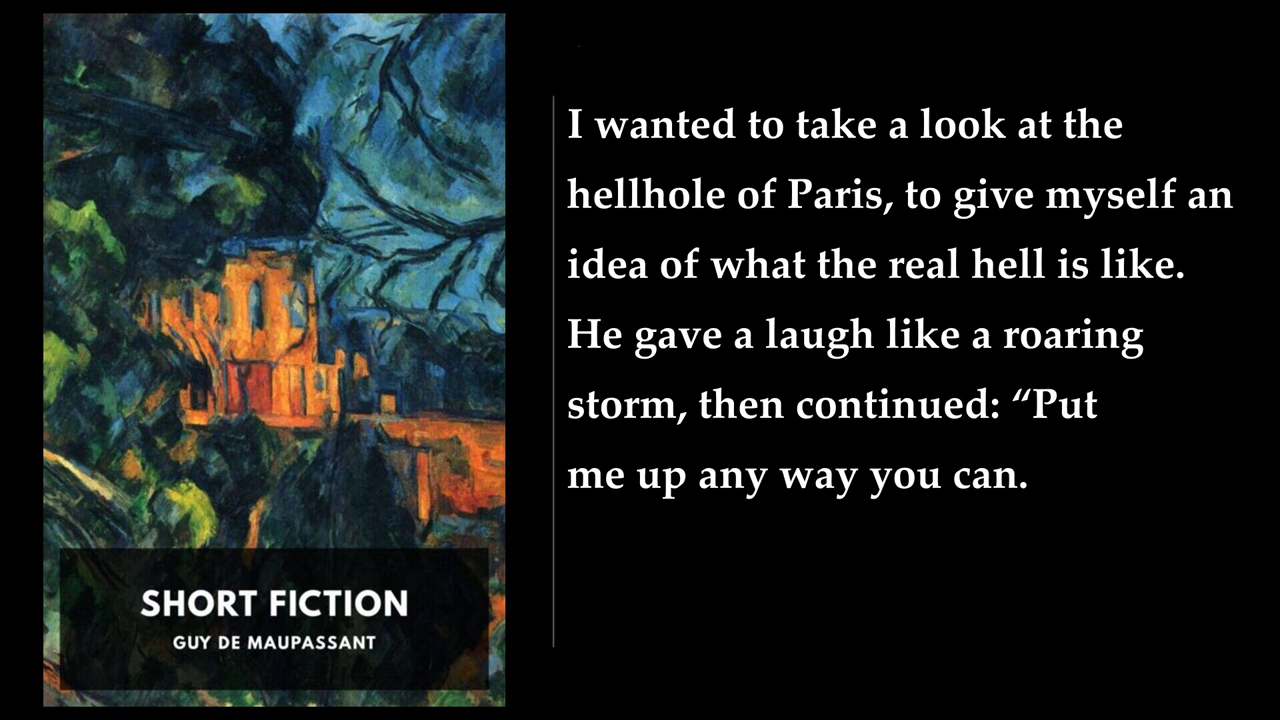 SHORT FICTION
GUY DE MAUPASSANT
I wanted to take a look at the
hellhole of Paris, to give myself an
idea of what the real hell is like.
He gave a laugh like a roaring
storm, then continued: “Put
me up any way you can.